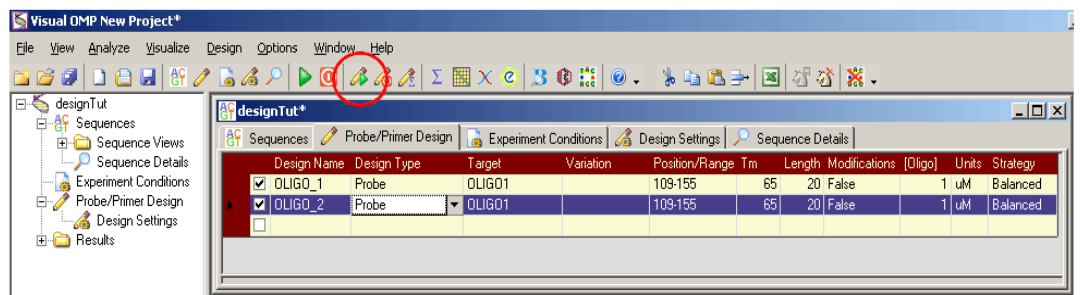 Visual OMP New Project*
File View Analyze Visualize Design Options Window Help
designTut
Sequences
Sequence Views
Sequence Details
Experiment Conditions
Probe/Primer Design
Design Settings
Results
designTut*
Sequences Probe/Primer Design Experiment Conditions Design Settings Sequence Details
Design Name Design Type Target Variation Position/Range Tm Length Modifications [Oligo] Units Strategy
OLIGO_1 Probe OLIGO1 109-155 65 20 False 1 uM Balanced
OLIGO_2 Probe OLIGO1 109-155 65 20 False 1 uM Balanced